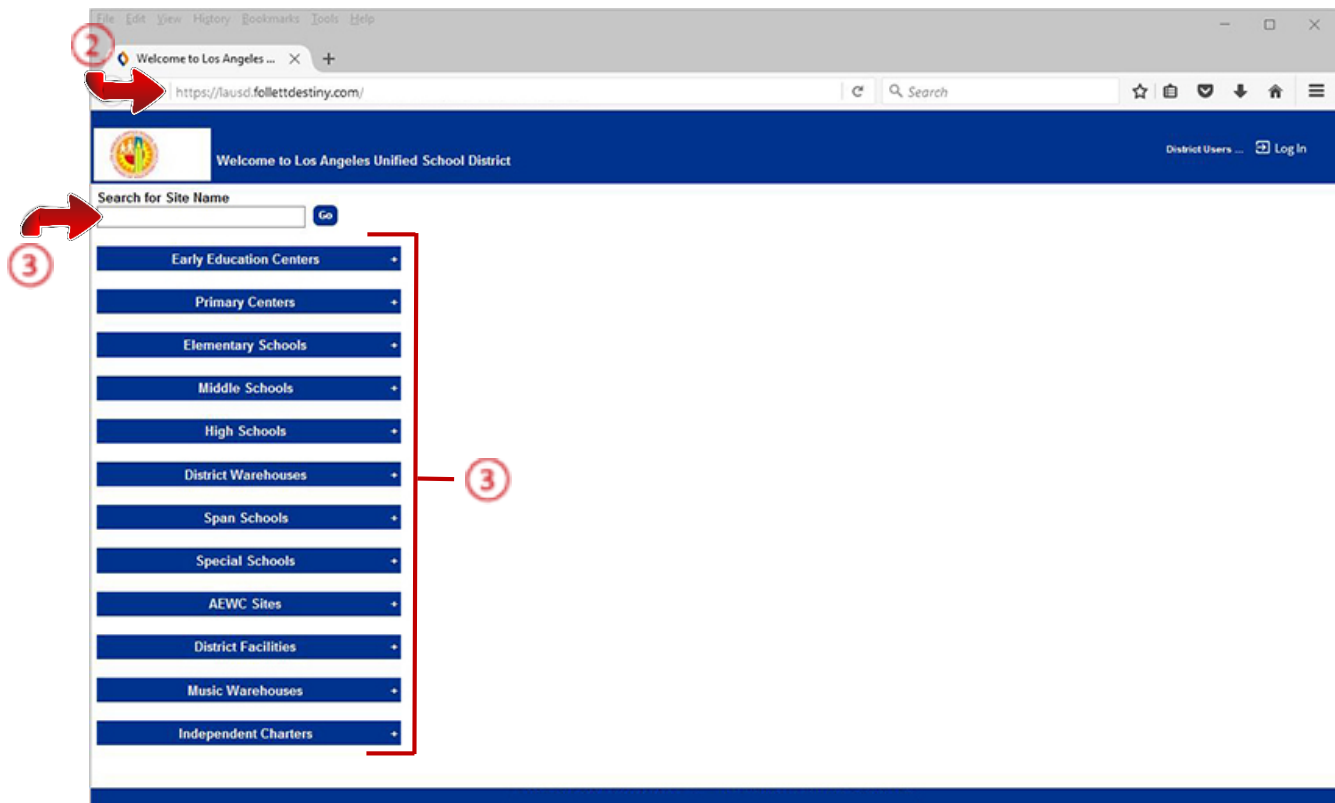 File Edit View History Bookmarks Tools Help
2
Welcome to Los Angeles ...
https://lausd.follettdestiny.com/
Search
Welcome to Los Angeles Unified School District
District Users ... Log In
Search for Site Name
Go
3
Early Education Centers +
Primary Centers +
Elementary Schools +
Middle Schools +
High Schools +
District Warehouses +
3
Span Schools +
Special Schools +
AEWC Sites +
District Facilities +
Music Warehouses +
Independent Charters +